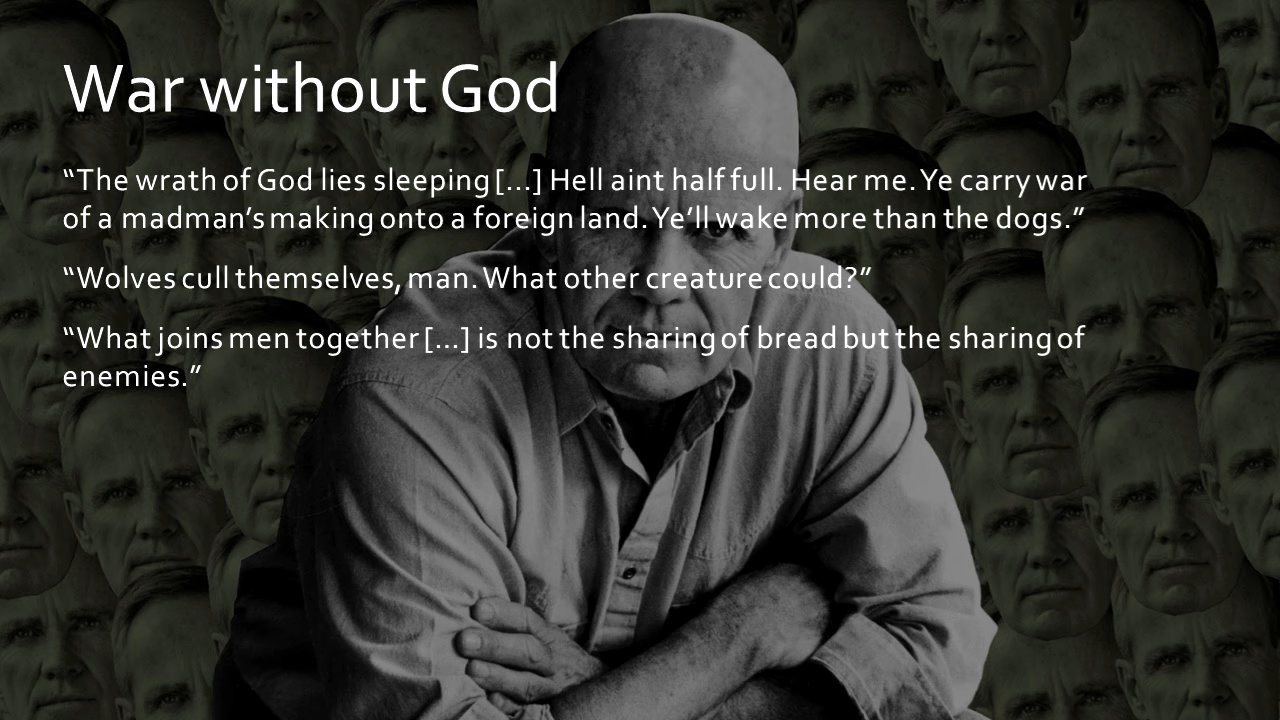 War without God
“The wrath of God lies sleeping […] Hell aint half full. Hear me. Ye carry war
of a madman’s making onto a foreign land. Ye’ll wake more than the dogs.”
“Wolves cull themselves, man. What other creature could?”
“What joins men together […] is not the sharing of bread but the sharing of
enemies.”